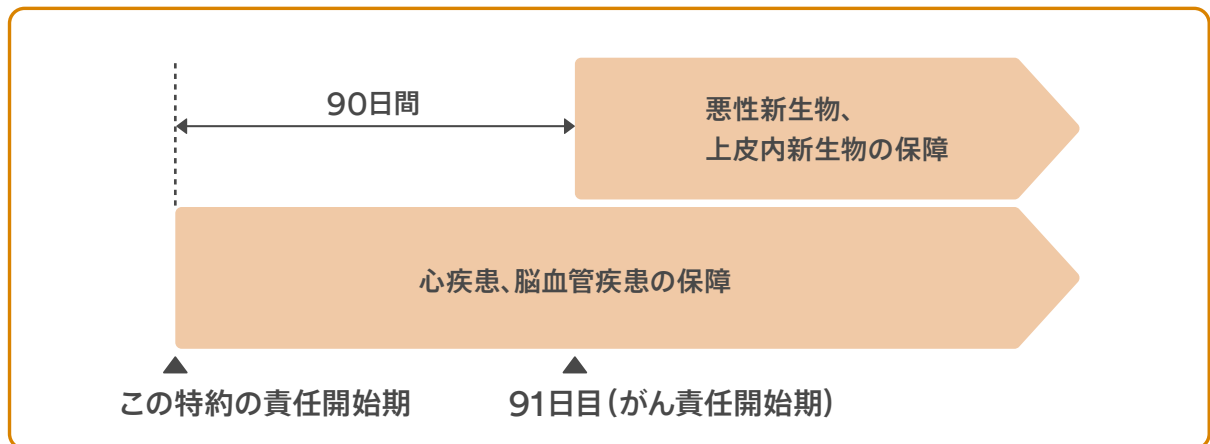 90日間
悪性新生物、
上皮内新生物の保障
心疾患、脳血管疾患の保障
▲
▲
この特約の責任開始期
91日目（がん責任開始期）